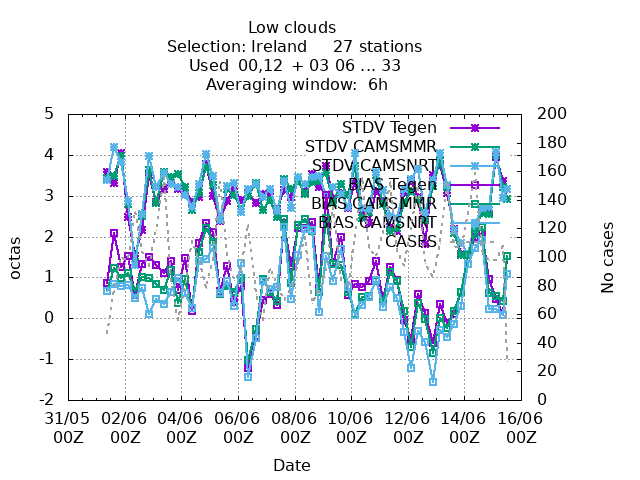 Low clouds
Selection: Ireland 27 stations
Used 00,12 + 03 06 ... 33
Averaging window: 6h
5
4
3
2
1
0
-1
-2
octas
200
180
160
140
120
100
80
60
40
20
0
No cases
STDV Tegen
STDV CAMSMMR
STDV CAMSNRT
BIAS Tegen
BIAS CAMSMMR
BIAS CAMSNRT
CASES
31/05 02/06 04/06 06/06 08/06 10/06 12/06 14/06 16/06
00Z 00Z 00Z 00Z 00Z 00Z 00Z 00Z 00Z
Date